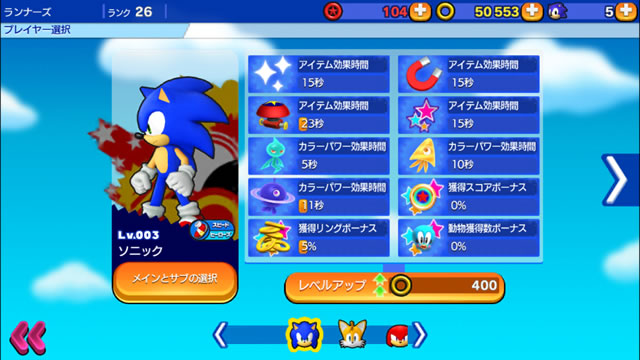 ランナーズ
ランク 26
104
50 553
5
プレイヤー選択
アイテム効果時間
15秒
アイテム効果時間
15秒
アイテム効果時間
23秒
アイテム効果時間
15秒
カラーパワー効果時間
5秒
カラーパワー効果時間
10秒
カラーパワー効果時間
11秒
獲得スコアボーナス
0%
獲得リングボーナス
5%
動物獲得数ボーナス
0%
Lv.003
スピード
ヒーローズ
ソニック
メインとサブの選択
レベルアップ
400